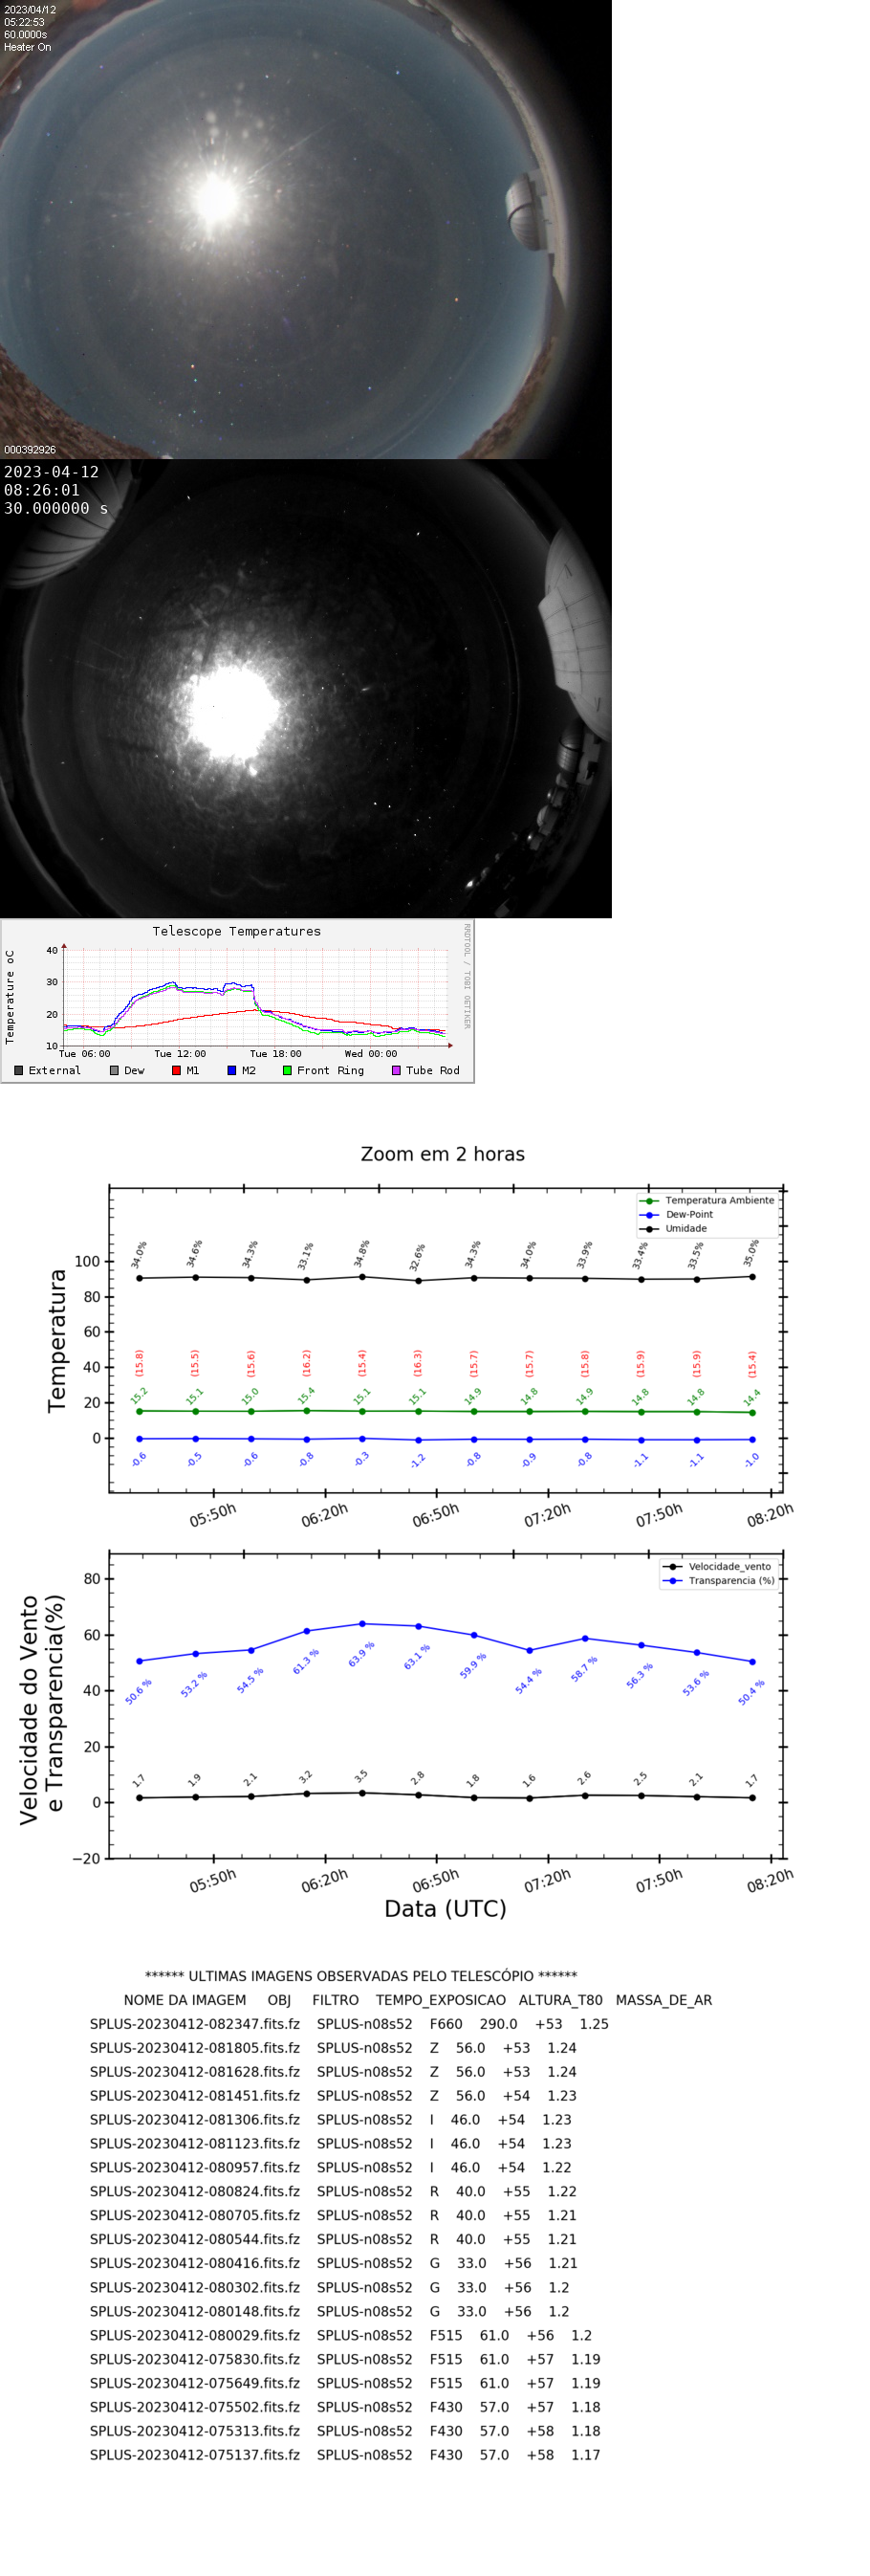 2023/04/12
05:22:53
60.0000s
Heater On
000392926
2023-04-12
08:26:01
30.000000 s
Telescope Temperatures
Temperature oC
40
30
20
10
Tue 06:00 Tue 12:00 Tue 18:00 Wed 00:00
External Dew M1 M2 Front Ring Tube Rod
RRDTOOL / TOBI OETIKER
Zoom em 2 horas
Temperatura
Temperatura Ambiente
Dew-Point
Umidade
34.0% 34.6% 34.3% 33.1% 34.8% 32.6% 34.3% 34.0% 33.9% 33.4% 33.5% 35.0%
100
80
60
40
20
0
(15.8) (15.5) (15.6) (16.2) (15.4) (16.3) (15.7) (15.7) (15.8) (15.9) (15.9) (15.4)
15.2 15.1 15.0 15.4 15.1 15.1 14.9 14.8 14.9 14.8 14.8 14.4
-0.6 -0.5 -0.6 -0.8 -0.3 -1.2 -0.8 -0.9 -0.8 -1.1 -1.1 -1.0
05:50h 06:20h 06:50h 07:20h 07:50h 08:20h
Velocidade do Vento
e Transparencia(%)
Velocidade_vento
Transparencia (%)
80
60
40
20
0
−20
50.6 % 53.2 % 54.5 % 61.3 % 63.9 % 63.1 % 59.9 % 54.4 % 58.7 % 56.3 % 53.6 % 50.4 %
1.7 1.9 2.1 3.2 3.5 2.8 1.8 1.6 2.6 2.5 2.1 1.7
05:50h 06:20h 06:50h 07:20h 07:50h 08:20h
Data (UTC)
****** ULTIMAS IMAGENS OBSERVADAS PELO TELESCÓPIO ******
NOME DA IMAGEM OBJ FILTRO TEMPO_EXPOSICAO ALTURA_T80 MASSA_DE_AR
SPLUS-20230412-082347.fits.fz SPLUS-n08s52 F660 290.0 +53 1.25
SPLUS-20230412-081805.fits.fz SPLUS-n08s52 Z 56.0 +53 1.24
SPLUS-20230412-081628.fits.fz SPLUS-n08s52 Z 56.0 +53 1.24
SPLUS-20230412-081451.fits.fz SPLUS-n08s52 Z 56.0 +54 1.23
SPLUS-20230412-081306.fits.fz SPLUS-n08s52 I 46.0 +54 1.23
SPLUS-20230412-081123.fits.fz SPLUS-n08s52 I 46.0 +54 1.23
SPLUS-20230412-080957.fits.fz SPLUS-n08s52 I 46.0 +54 1.22
SPLUS-20230412-080824.fits.fz SPLUS-n08s52 R 40.0 +55 1.22
SPLUS-20230412-080705.fits.fz SPLUS-n08s52 R 40.0 +55 1.21
SPLUS-20230412-080544.fits.fz SPLUS-n08s52 R 40.0 +55 1.21
SPLUS-20230412-080416.fits.fz SPLUS-n08s52 G 33.0 +56 1.21
SPLUS-20230412-080302.fits.fz SPLUS-n08s52 G 33.0 +56 1.2
SPLUS-20230412-080148.fits.fz SPLUS-n08s52 G 33.0 +56 1.2
SPLUS-20230412-080029.fits.fz SPLUS-n08s52 F515 61.0 +56 1.2
SPLUS-20230412-075830.fits.fz SPLUS-n08s52 F515 61.0 +57 1.19
SPLUS-20230412-075649.fits.fz SPLUS-n08s52 F515 61.0 +57 1.19
SPLUS-20230412-075502.fits.fz SPLUS-n08s52 F430 57.0 +57 1.18
SPLUS-20230412-075313.fits.fz SPLUS-n08s52 F430 57.0 +58 1.18
SPLUS-20230412-075137.fits.fz SPLUS-n08s52 F430 57.0 +58 1.17